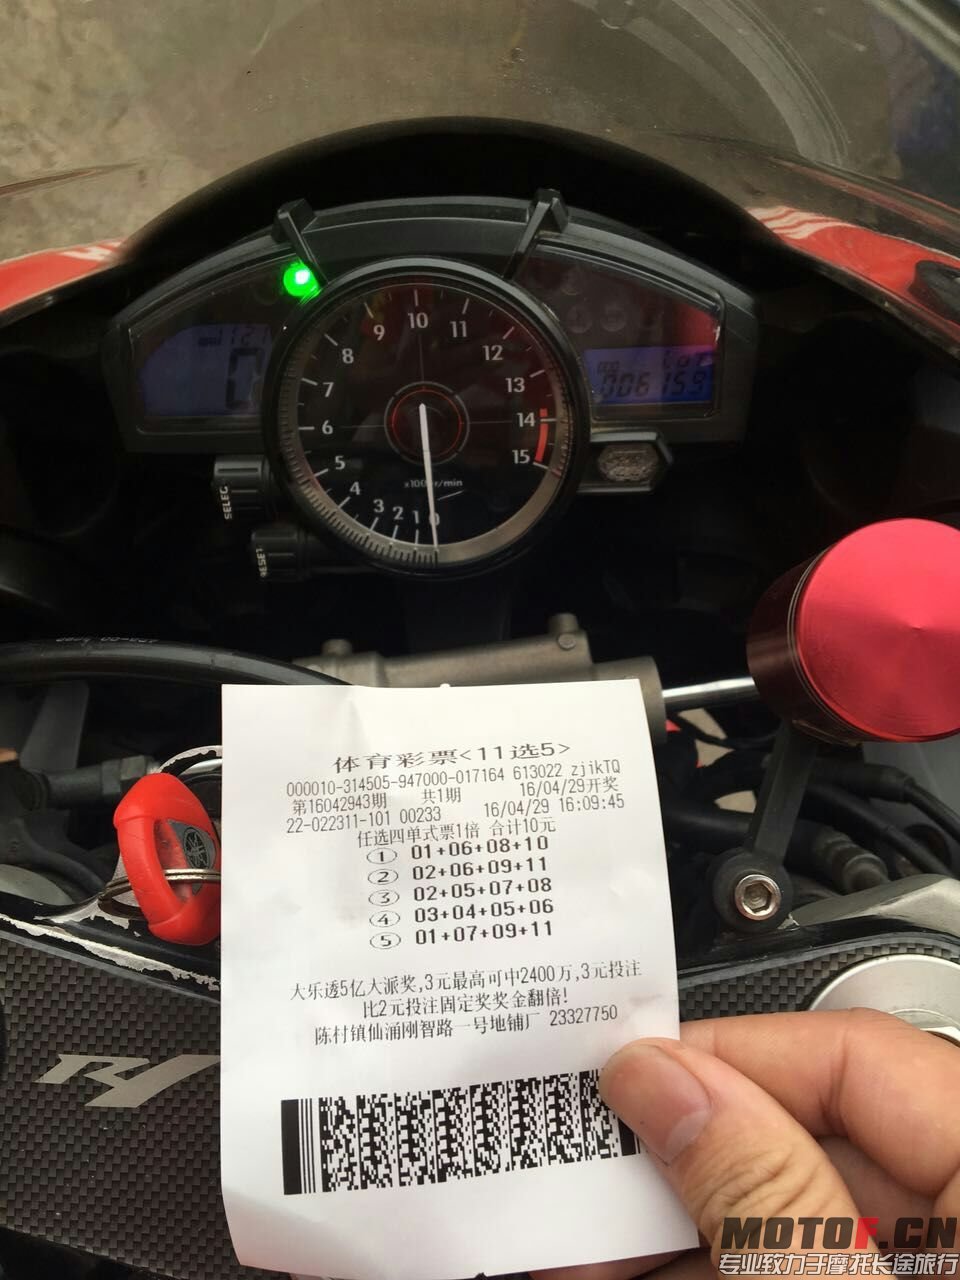 9
10
11
8
12
7
13
6
14
5
15
4
3
2
1
0
0
006159
SELEC
RESET
体育彩票<11选5>
000010-314505-947000-017164 613022 zjikTQ
第16042943期 共1期 16/04/29开奖
22-022311-101 00233 16/04/29 16:09:45
任选四单式票1倍 合计10元
① 01+06+08+10
② 02+06+09+11
③ 02+05+07+08
④ 03+04+05+06
⑤ 01+07+09+11
大乐透5亿大派奖,3元最高可中2400万,3元投注
比2元投注固定奖奖金翻倍!
陈村镇仙涌刚智路一号地铺厂 23327750
R1
MOTOF.CN
专业致力于摩托长途旅行